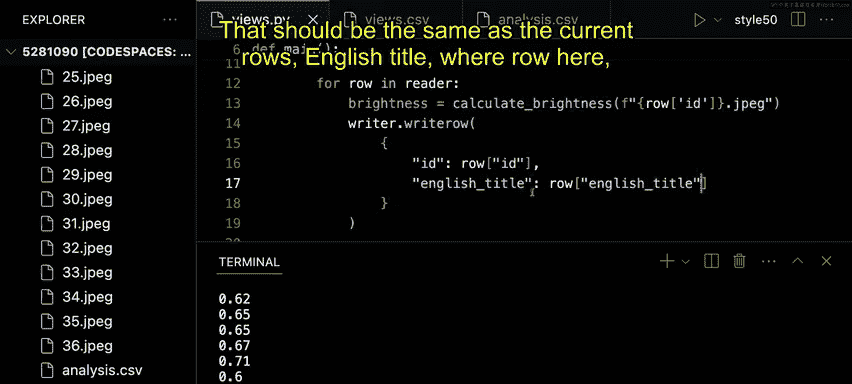 views.py
views.csv
analysis.csv
style50
That should be the same as the current
rows, English title, where row here,
EXPLORER
5281090 [CODESPACES: ...
25.jpeg
26.jpeg
27.jpeg
28.jpeg
29.jpeg
30.jpeg
31.jpeg
32.jpeg
33.jpeg
34.jpeg
35.jpeg
36.jpeg
analysis.csv
6 def main():
11
12 for row in reader:
13 brightness = calculate_brightness(f"{row['id']}.jpeg")
14 writer.writerow(
15 {
16 "id": row["id"],
17 "english_title": row["english_title"]
18 }
19 )
TERMINAL
0.62
0.65
0.65
0.67
0.71
0.6